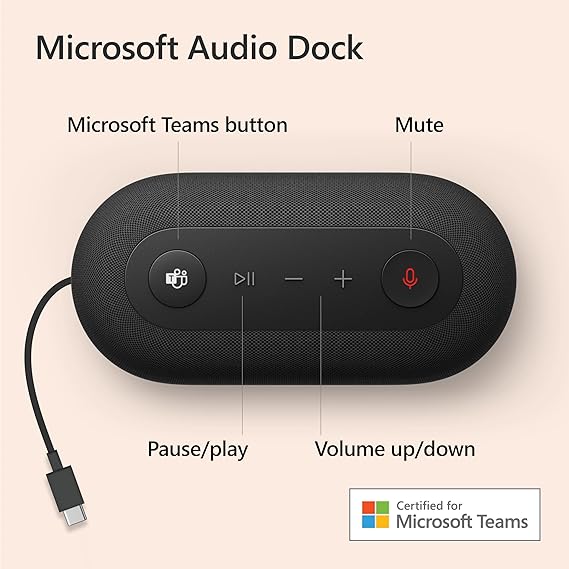 Microsoft Audio Dock
Microsoft Teams button
Mute
Pause/play
Volume up/down
Certified for
Microsoft Teams